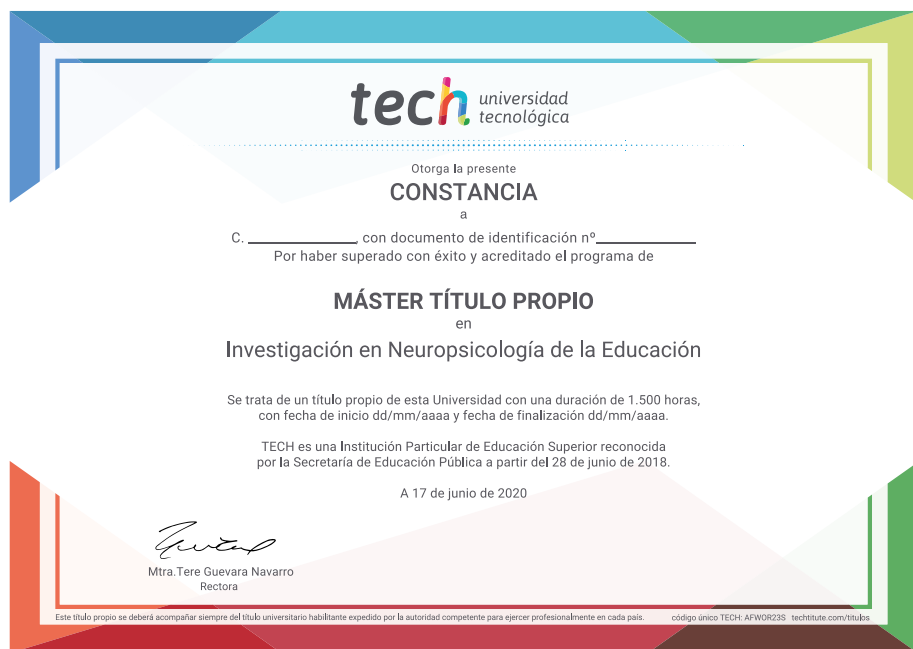 tech universidad
tecnológica
Otorga la presente
CONSTANCIA
a
C. ____________, con documento de identificación nº____________
Por haber superado con éxito y acreditado el programa de
MÁSTER TÍTULO PROPIO
en
Investigación en Neuropsicología de la Educación
Se trata de un título propio de esta Universidad con una duración de 1.500 horas,
con fecha de inicio dd/mm/aaaa y fecha de finalización dd/mm/aaaa.
TECH es una Institución Particular de Educación Superior reconocida
por la Secretaría de Educación Pública a partir del 28 de junio de 2018.
A 17 de junio de 2020
Mtra.Tere Guevara Navarro
Rectora
Este título propio se deberá acompañar siempre del título universitario habilitante expedido por la autoridad competente para ejercer profesionalmente en cada país. código único TECH: AFWOR23S techtitute.com/titulos